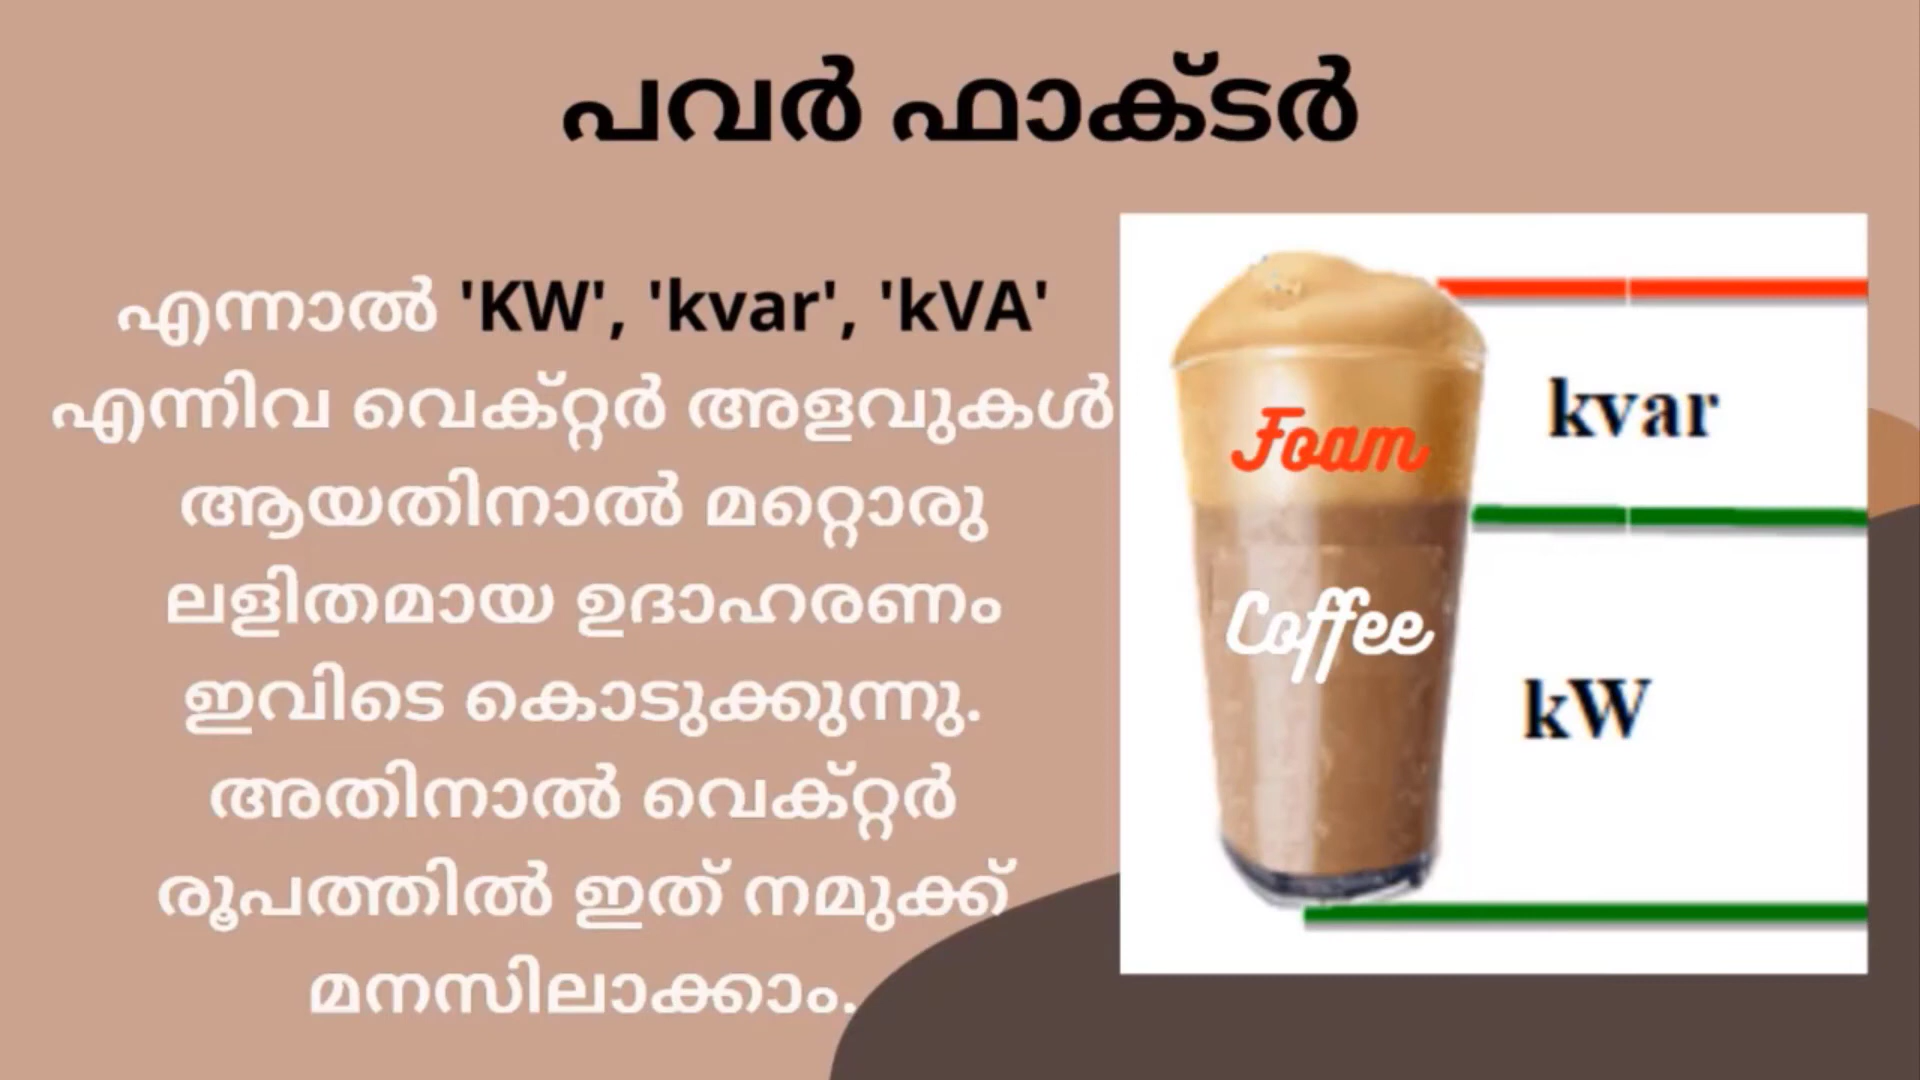 പവർ ഫാക്ടർ
എന്നാൽ 'KW', 'kvar', 'kVA'
എന്നിവ വെക്റ്റർ അളവുകൾ
ആയതിനാൽ മറ്റൊരു
ലളിതമായ ഉദാഹരണം
ഇവിടെ കൊടുക്കുന്നു.
അതിനാൽ വെക്റ്റർ
രൂപത്തിൽ ഇത് നമുക്ക്
മനസിലാക്കാം.
Foam
kvar
Coffee
kW